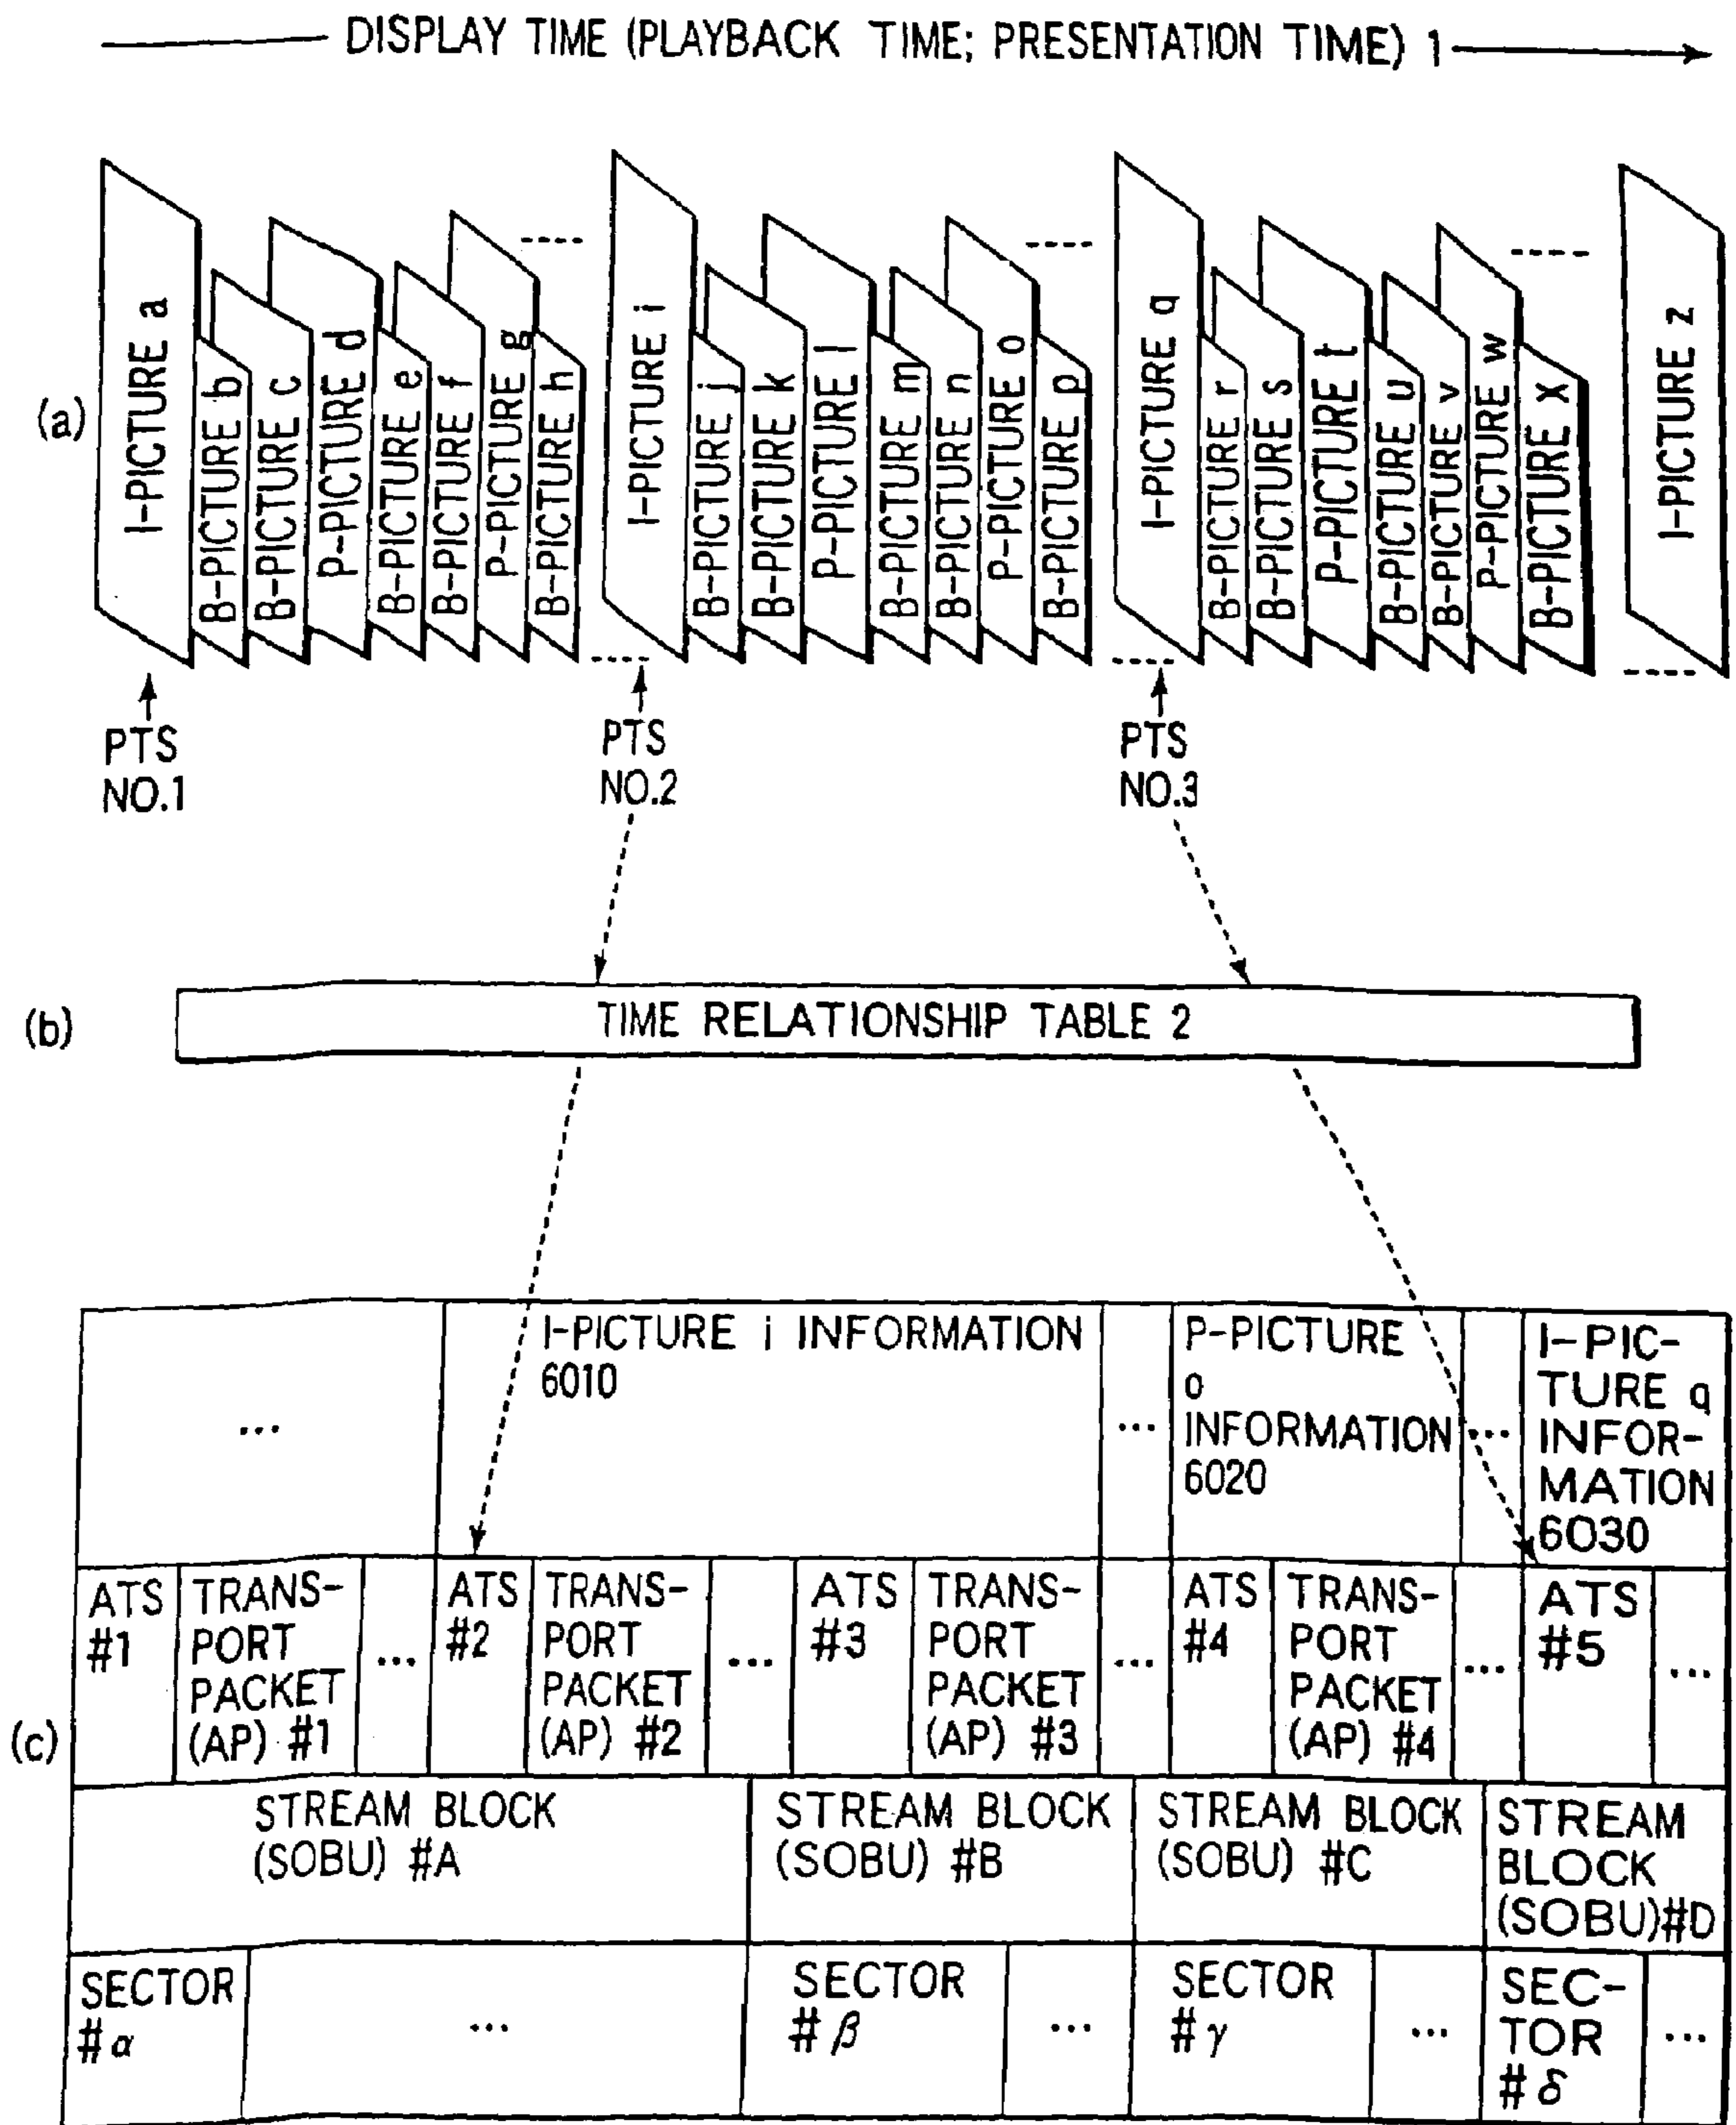 DISPLAY TIME (PLAYBACK TIME; PRESENTATION TIME) 1
(a)
I-PICTURE a
B-PICTURE b
B-PICTURE c
P-PICTURE d
B-PICTURE e
B-PICTURE f
P-PICTURE g
B-PICTURE h
I-PICTURE i
B-PICTURE j
B-PICTURE k
P-PICTURE l
B-PICTURE m
B-PICTURE n
P-PICTURE o
B-PICTURE p
I-PICTURE q
B-PICTURE r
B-PICTURE s
P-PICTURE t
B-PICTURE u
B-PICTURE v
P-PICTURE w
B-PICTURE x
I-PICTURE z
PTS
NO.1
PTS
NO.2
PTS
NO.3
(b)
TIME RELATIONSHIP TABLE 2
(c)
...
I-PICTURE i INFORMATION
6010
...
P-PICTURE
o
INFORMATION
6020
...
I-PIC-
TURE q
INFOR-
MATION
6030
ATS
#1
TRANS-
PORT
PACKET
(AP) #1
...
ATS
#2
TRANS-
PORT
PACKET
(AP) #2
...
ATS
#3
TRANS-
PORT
PACKET
(AP) #3
...
ATS
#4
TRANS-
PORT
PACKET
(AP) #4
...
ATS
#5
...
STREAM BLOCK
(SOBU) #A
STREAM BLOCK
(SOBU) #B
STREAM BLOCK
(SOBU) #C
STREAM
BLOCK
(SOBU)#D
SECTOR
#α
...
SECTOR
#β
...
SECTOR
#γ
...
SEC-
TOR
#δ
...